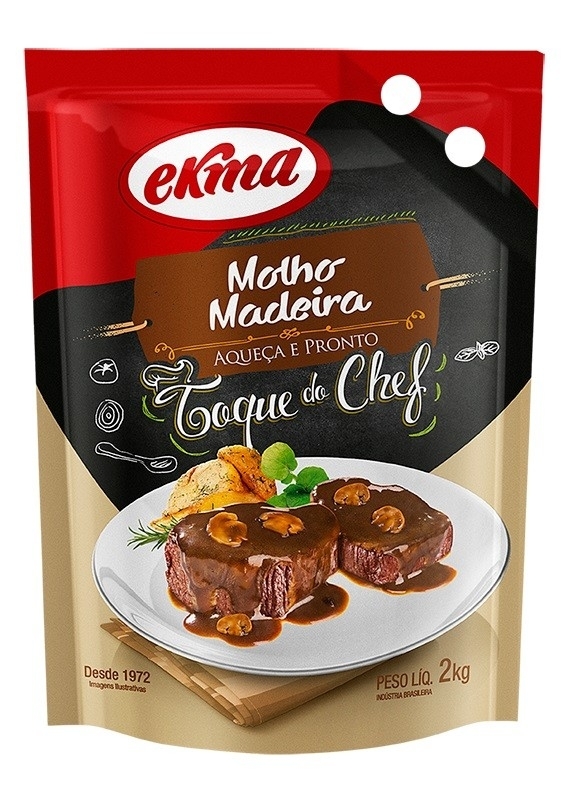 ekma
Molho
Madeira
AQUEÇA E PRONTO
Toque do Chef
Desde 1972
Imagens Ilustrativas
PESO LÍQ. 2kg
INDÚSTRIA BRASILEIRA